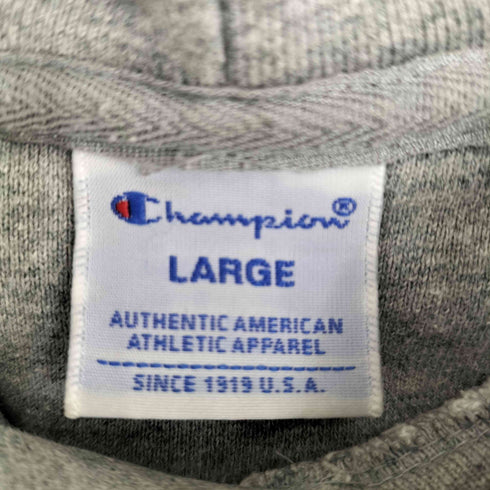 Champion®
LARGE
AUTHENTIC AMERICAN
ATHLETIC APPAREL
SINCE 1919 U.S.A.